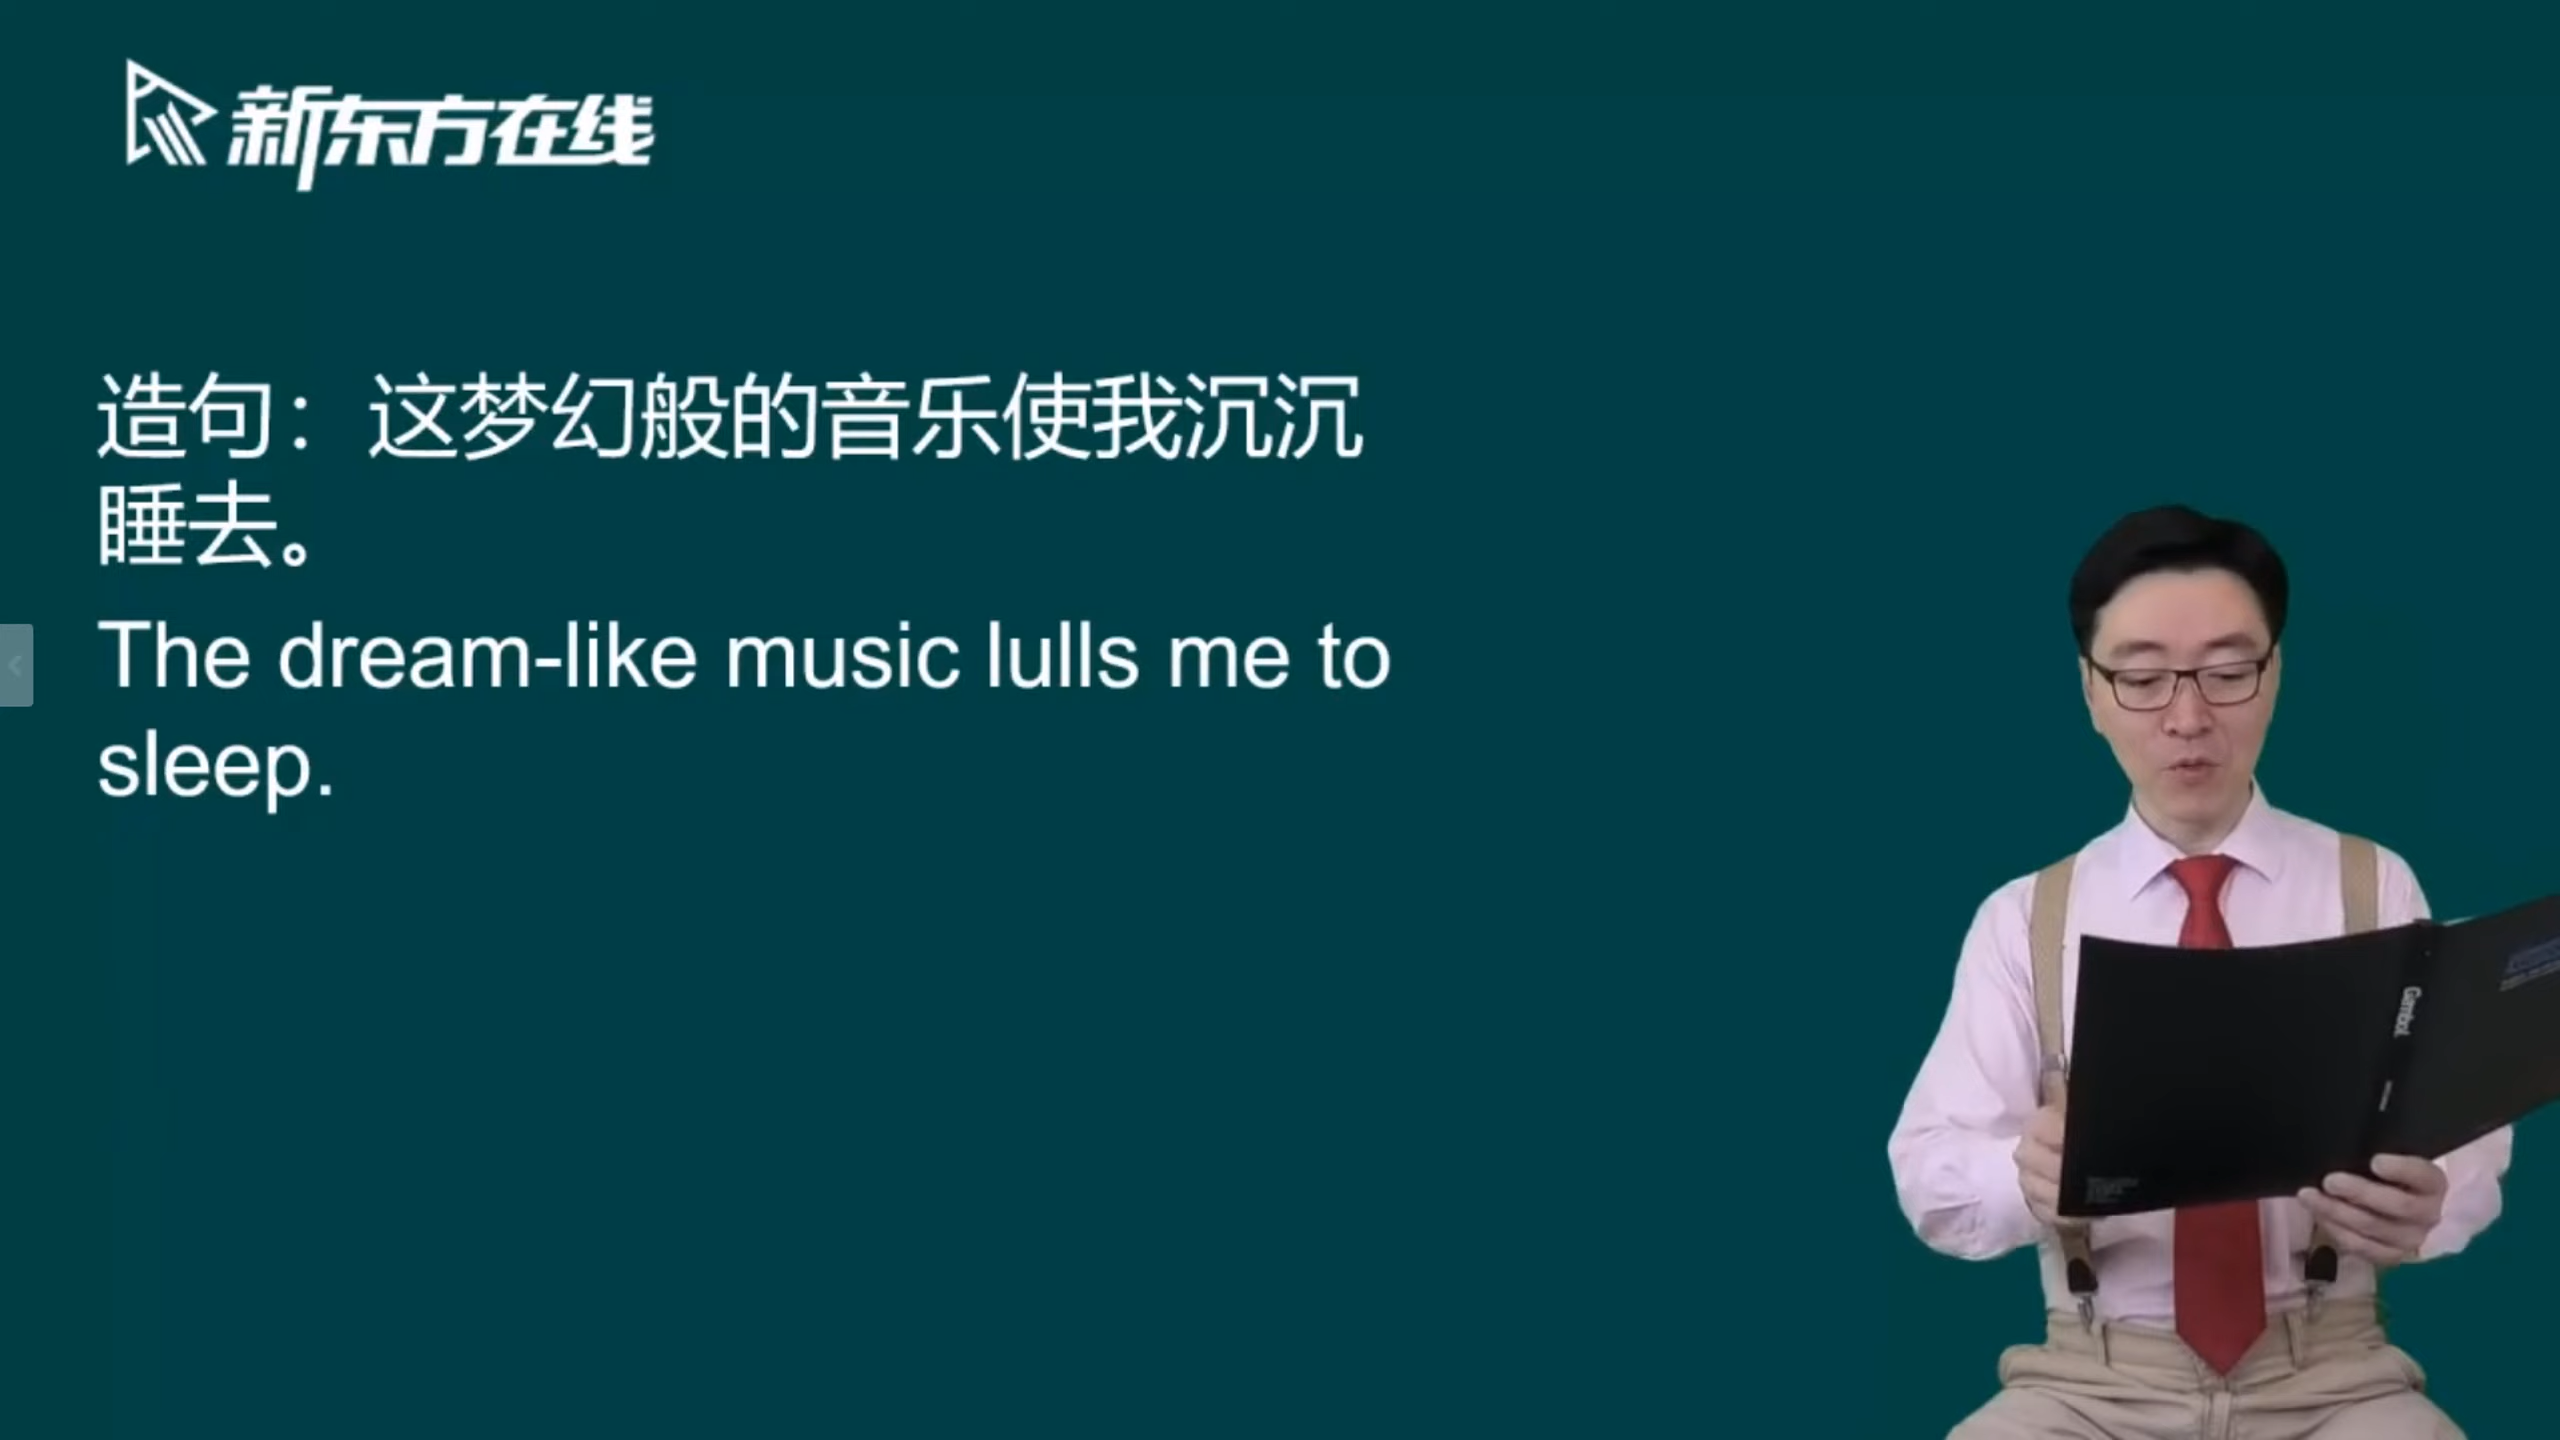 新东方在线
造句：这梦幻般的音乐使我沉沉
睡去。
The dream-like music lulls me to
sleep.
Gambol